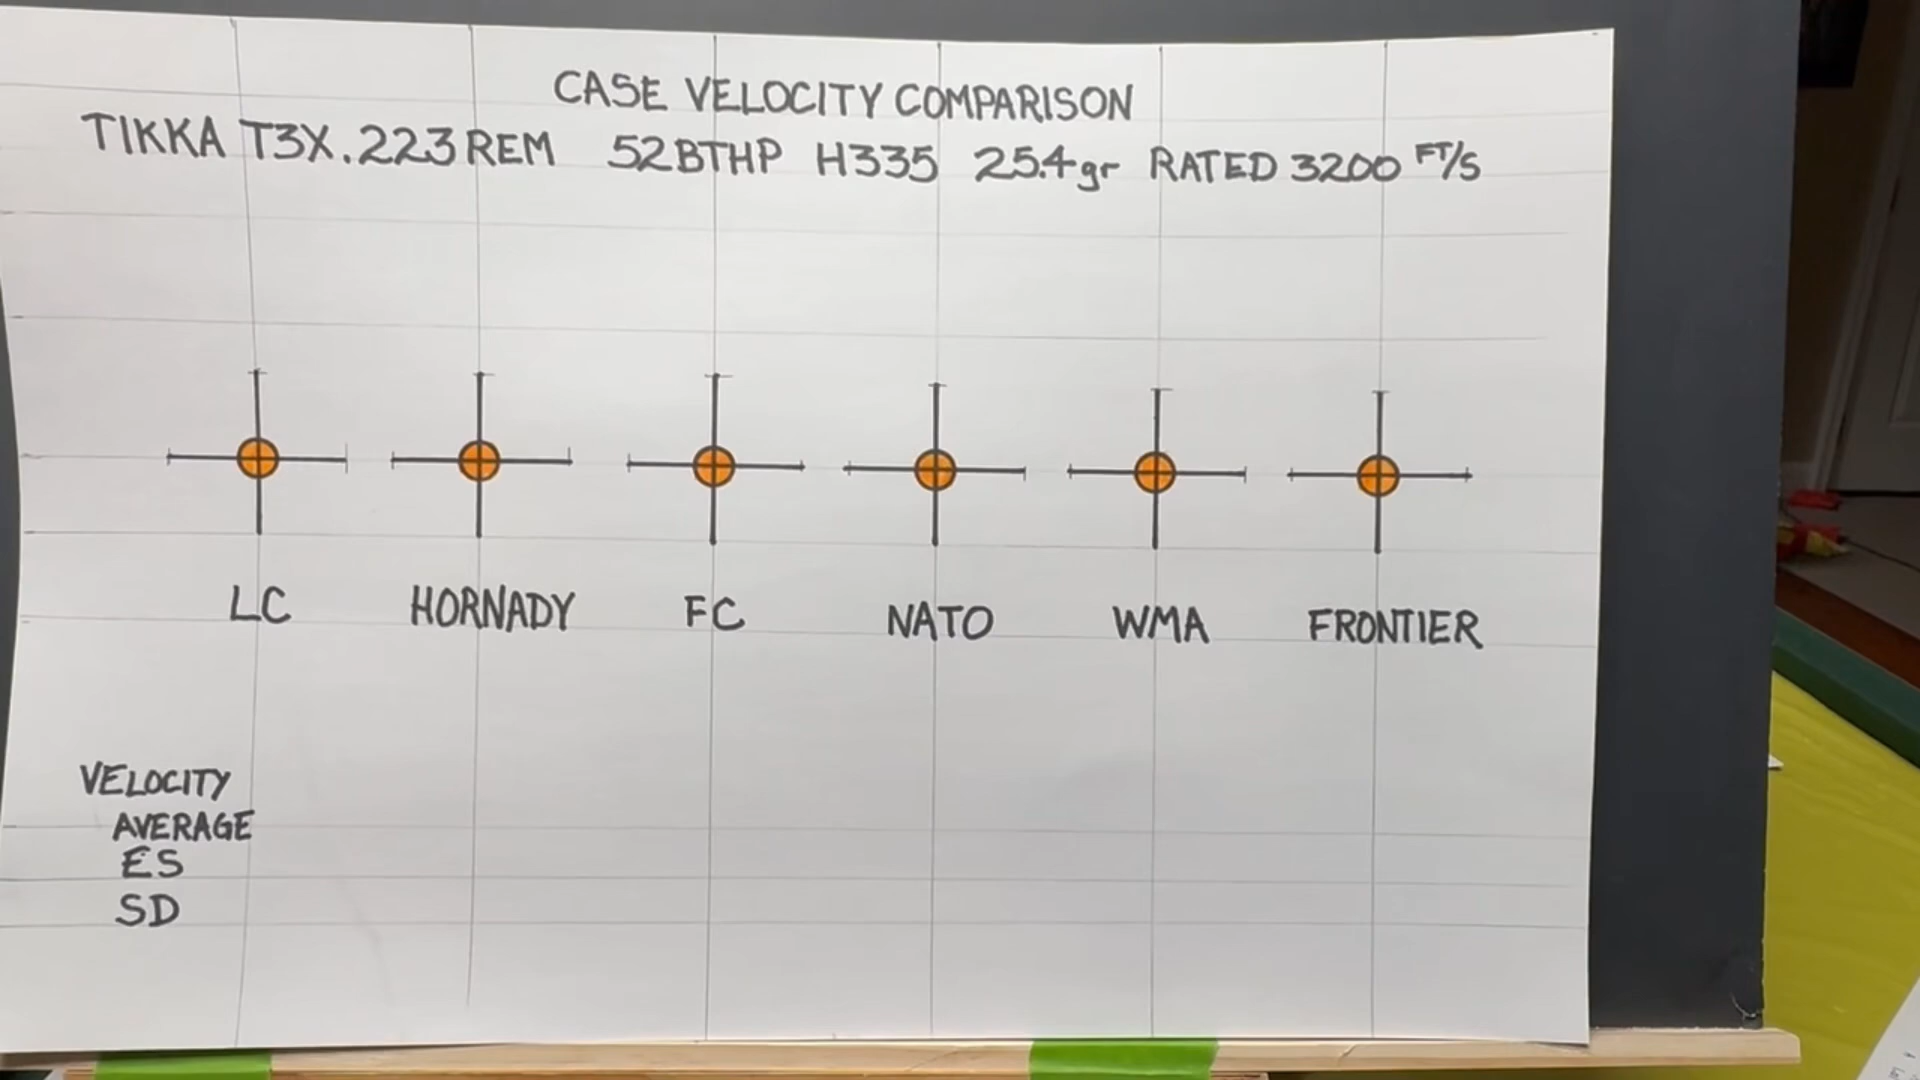 CASE VELOCITY COMPARISON
TIKKA T3X .223 REM 52BTHP H335 25.4gr RATED 3200 FT/S
LC HORNADY FC NATO WMA FRONTIER
VELOCITY
AVERAGE
ES
SD